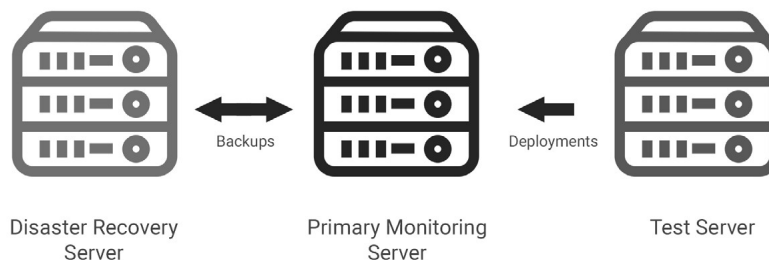 Backups
Deployments
Disaster Recovery
Server
Primary Monitoring
Server
Test Server